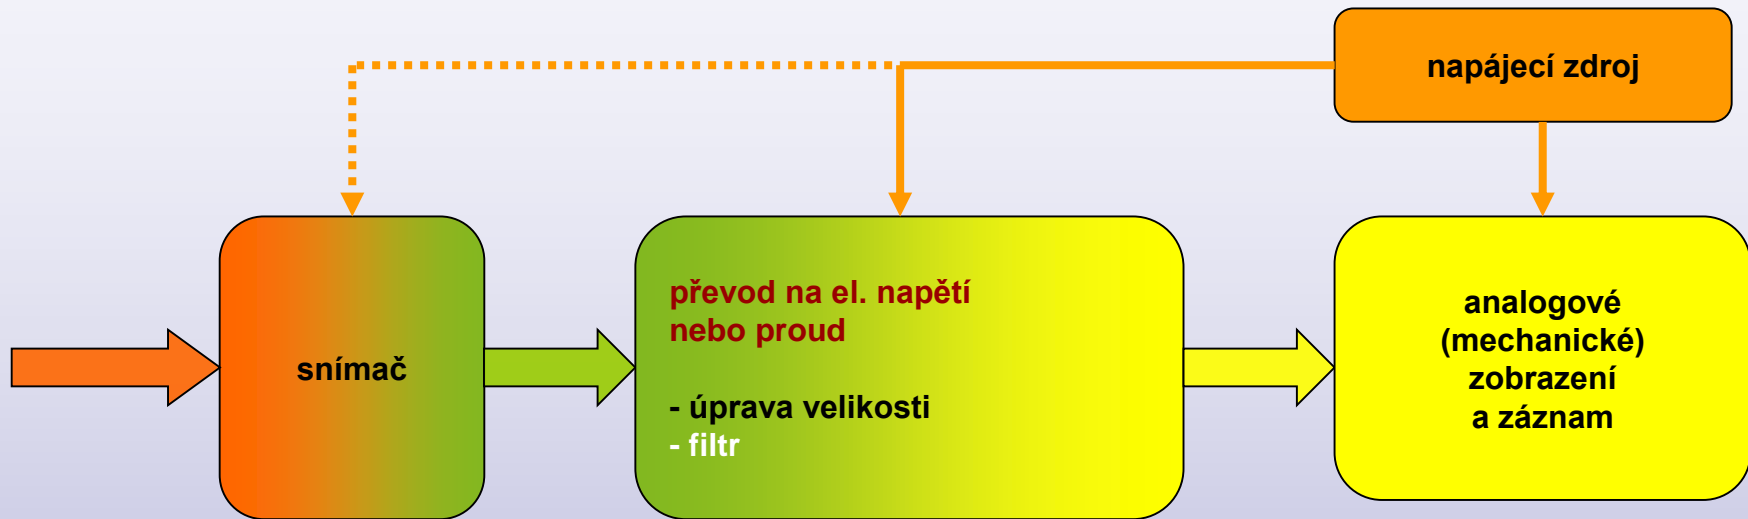 napájecí zdroj
snímač
převod na el. napětí
nebo proud
- úprava velikosti
- filtr
analogové
(mechanické)
zobrazení
a záznam